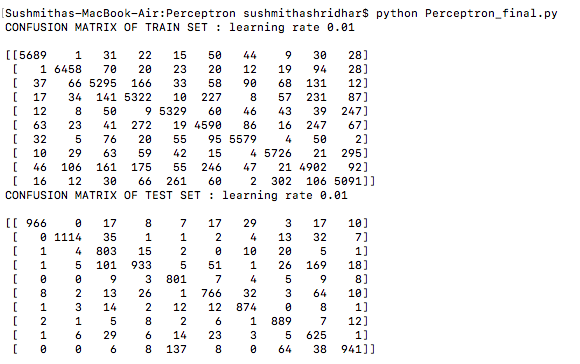 [Sushmithas-MacBook-Air:Perceptron sushmithashridhar$ python Perceptron_final.py
CONFUSION MATRIX OF TRAIN SET : learning rate 0.01
[[5689 1 31 22 15 50 44 9 30 28]
[ 1 6458 70 20 23 20 12 19 94 28]
[ 37 66 5295 166 33 58 90 68 131 12]
[ 17 34 141 5322 10 227 8 57 231 87]
[ 12 8 50 9 5329 60 46 43 39 247]
[ 63 23 41 272 19 4590 86 16 247 67]
[ 32 5 76 20 55 95 5579 4 50 2]
[ 10 29 63 59 42 15 4 5726 21 295]
[ 46 106 161 175 55 246 47 21 4902 92]
[ 16 12 30 66 261 60 2 302 106 5091]]
CONFUSION MATRIX OF TEST SET : learning rate 0.01
[[ 966 0 17 8 7 17 29 3 17 10]
[ 0 1114 35 1 1 2 4 13 32 7]
[ 1 4 803 15 2 0 10 20 5 1]
[ 1 5 101 933 5 51 1 26 169 18]
[ 0 0 9 3 801 7 4 5 9 8]
[ 8 2 13 26 1 766 32 3 64 10]
[ 1 3 14 2 12 12 874 0 8 1]
[ 2 1 5 8 2 6 1 889 7 12]
[ 1 6 29 6 14 23 3 5 625 1]
[ 0 0 6 8 137 8 0 64 38 941]]